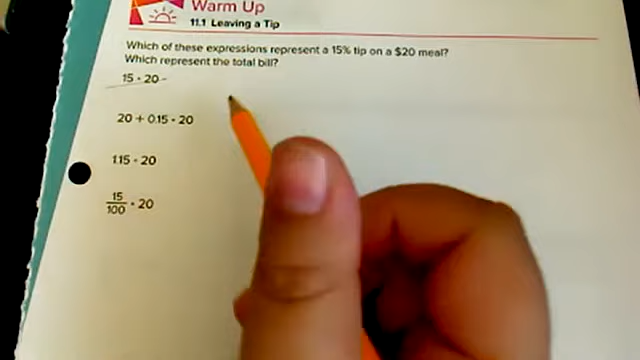 Warm Up
11.1 Leaving a Tip
Which of these expressions represent a 15% tip on a $20 meal?
Which represent the total bill?
15 · 20
20 + 0.15 · 20
1.15 · 20
15/100 · 20